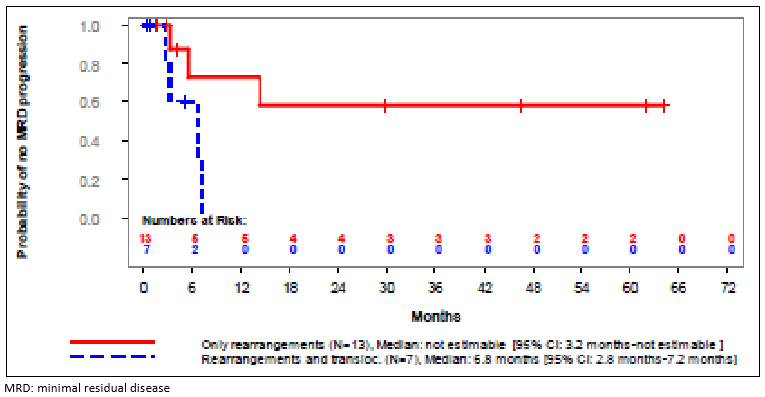 Probability of no MRD progression
1.0
0.8
0.6
0.4
0.2
0.0
Numbers at Risk:
13 6 5 4 4 3 3 3 2 2 2 0 0
7 2 0 0 0 0 0 0 0 0 0 0 0
0 6 12 18 24 30 36 42 48 54 60 66 72
Months
Only rearrangements (N=13), Median: not estimable [95% CI: 3.2 months-not estimable ]
Rearrangements and transloc. (N=7), Median: 6.8 months [95% CI: 2.8 months-7.2 months]
MRD: minimal residual disease